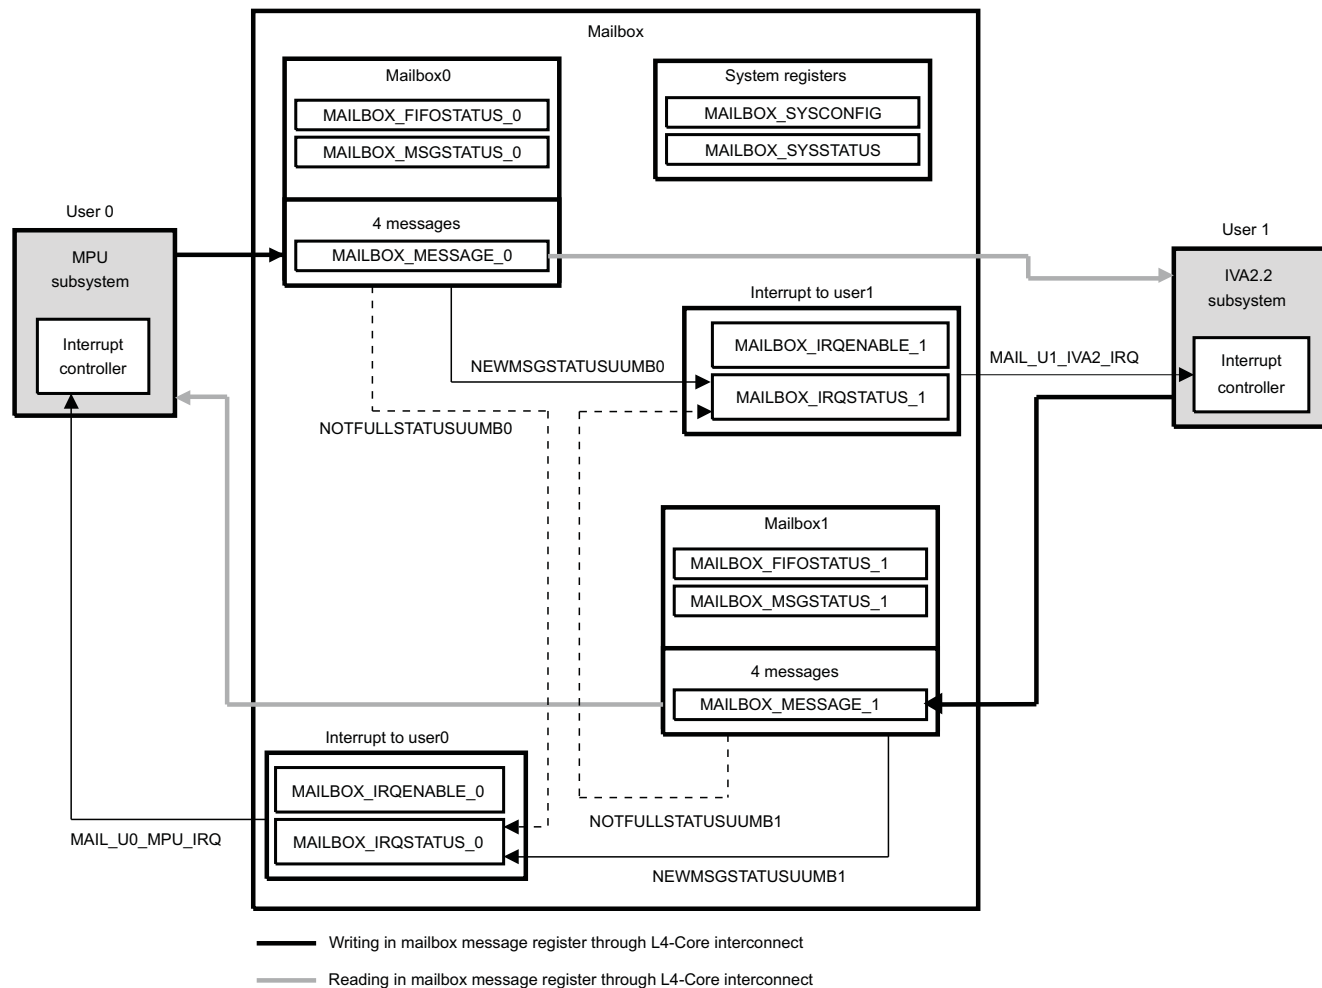 Mailbox
Mailbox0
MAILBOX_FIFOSTATUS_0
MAILBOX_MSGSTATUS_0
4 messages
MAILBOX_MESSAGE_0
System registers
MAILBOX_SYSCONFIG
MAILBOX_SYSSTATUS
User 0
MPU
subsystem
Interrupt
controller
User 1
IVA2.2
subsystem
Interrupt
controller
Interrupt to user1
MAILBOX_IRQENABLE_1
MAILBOX_IRQSTATUS_1
NEWMSGSTATUSUUMB0
MAIL_U1_IVA2_IRQ
NOTFULLSTATUSUUMB0
Mailbox1
MAILBOX_FIFOSTATUS_1
MAILBOX_MSGSTATUS_1
4 messages
MAILBOX_MESSAGE_1
Interrupt to user0
MAILBOX_IRQENABLE_0
MAILBOX_IRQSTATUS_0
MAIL_U0_MPU_IRQ
NOTFULLSTATUSUUMB1
NEWMSGSTATUSUUMB1
Writing in mailbox message register through L4-Core interconnect
Reading in mailbox message register through L4-Core interconnect